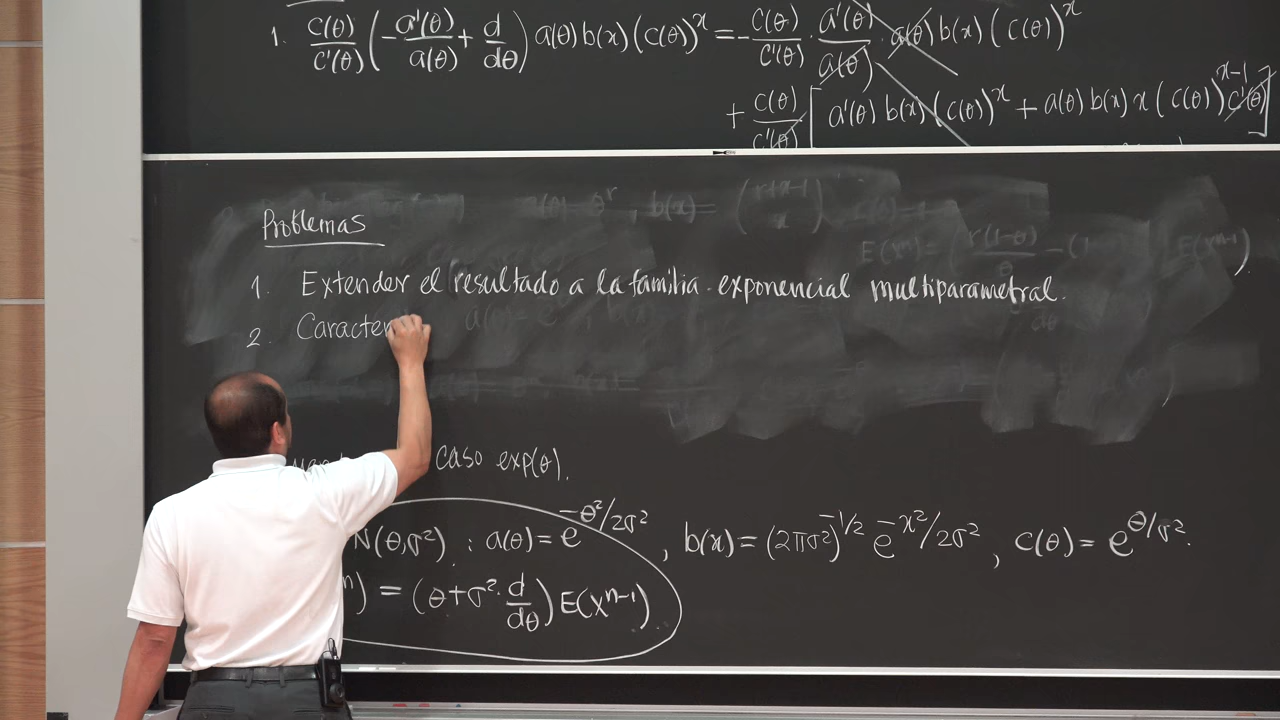 1. c(θ)/c'(θ) (-a'(θ)/a(θ) + d/dθ) a(θ) b(x) (c(θ))^x = -c(θ)/c'(θ) · a'(θ)/a(θ) · a(θ) b(x) (c(θ))^x
+ c(θ)/c'(θ) [a'(θ) b(x) (c(θ))^x + a(θ) b(x) x (c(θ))^{x-1} c'(θ)]
Problemas
1. Extender el resultado a la familia exponencial multiparametral.
2. Caracter
caso exp(θ).
N(θ,σ²) : a(θ) = e^{-θ²/2σ²}, b(x) = (2πσ²)^{-1/2} e^{-x²/2σ²}, c(θ) = e^{θ/σ²}.
) = (θ + σ² · d/dθ) E(X^{n-1}).